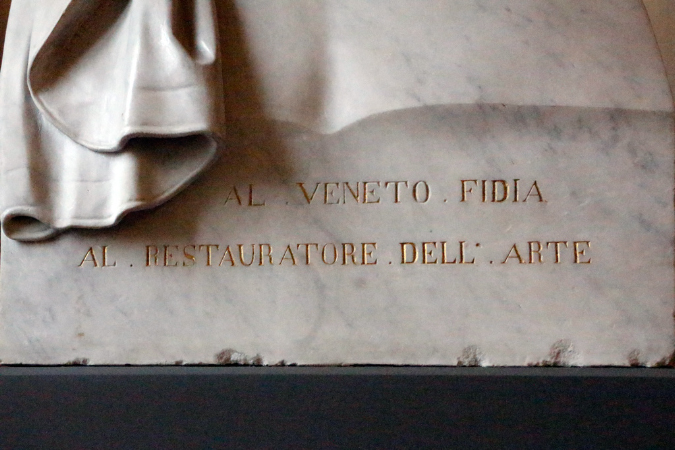 AL . VENETO . FIDIA
AL . RESTAURATORE . DELL' . ARTE